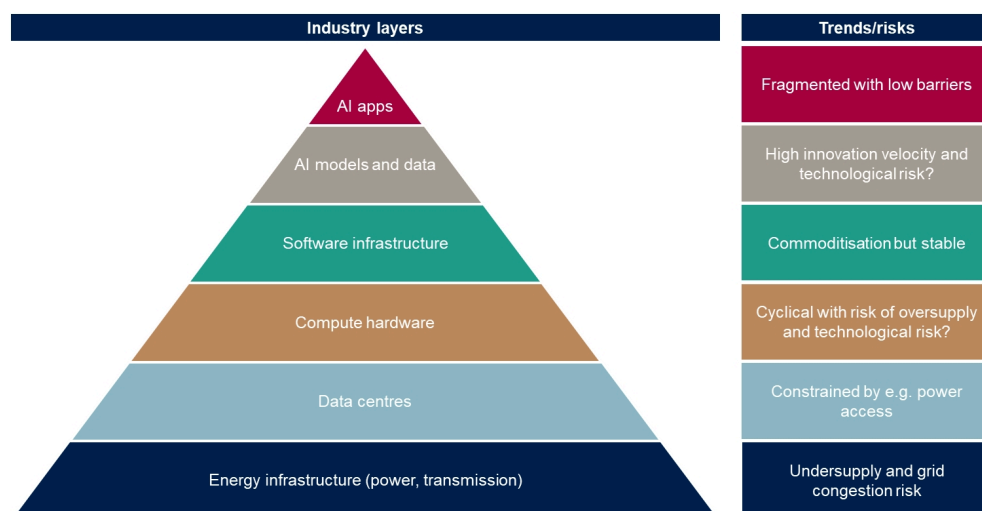 Industry layers
Trends/risks
AI apps
Fragmented with low barriers
AI models and data
High innovation velocity and
technological risk?
Software infrastructure
Commoditisation but stable
Compute hardware
Cyclical with risk of oversupply
and technological risk?
Data centres
Constrained by e.g. power
access
Energy infrastructure (power, transmission)
Undersupply and grid
congestion risk